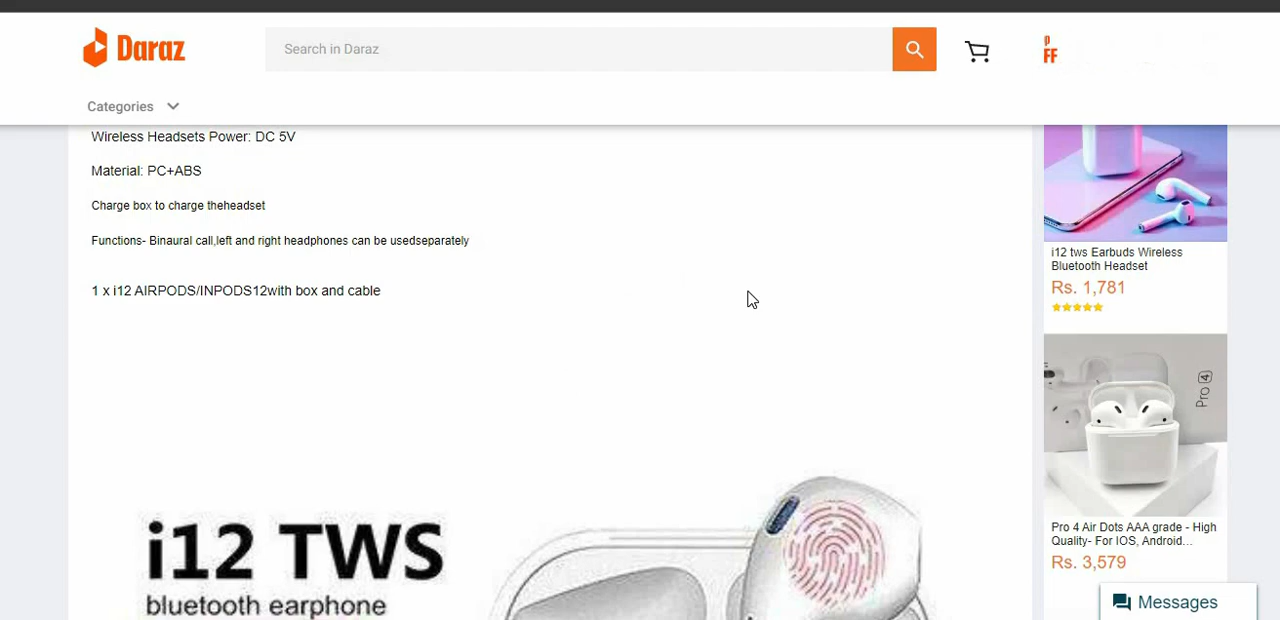 Daraz
Search in Daraz
FF
Categories
Wireless Headsets Power: DC 5V
Material: PC+ABS
Charge box to charge theheadset
Functions- Binaural call,left and right headphones can be usedseparately
1 x i12 AIRPODS/INPODS12with box and cable
i12 TWS
bluetooth earphone
i12 tws Earbuds Wireless
Bluetooth Headset
Rs. 1,781
Pro 4
Pro 4 Air Dots AAA grade - High
Quality- For IOS, Android...
Rs. 3,579
Messages